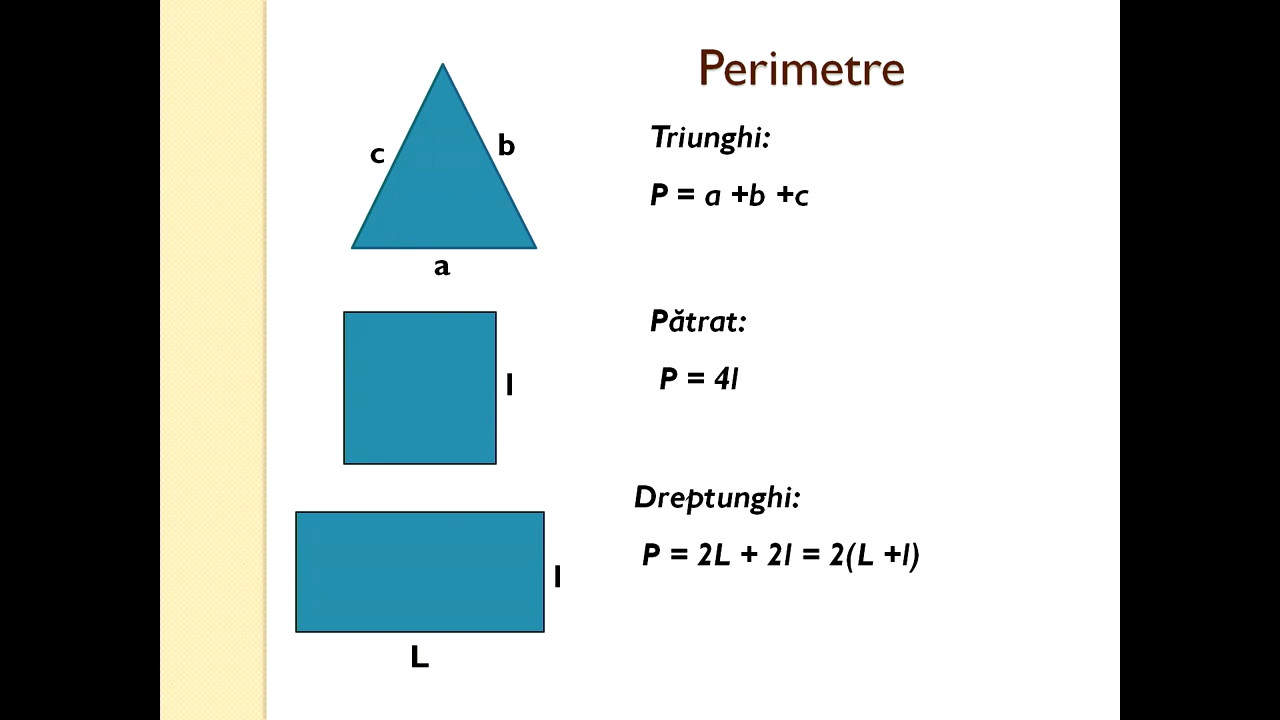 Perimetre
c
b
a
Triunghi:
P = a +b +c
l
Pătrat:
P = 4l
l
L
Dreptunghi:
P = 2L + 2l = 2(L +l)